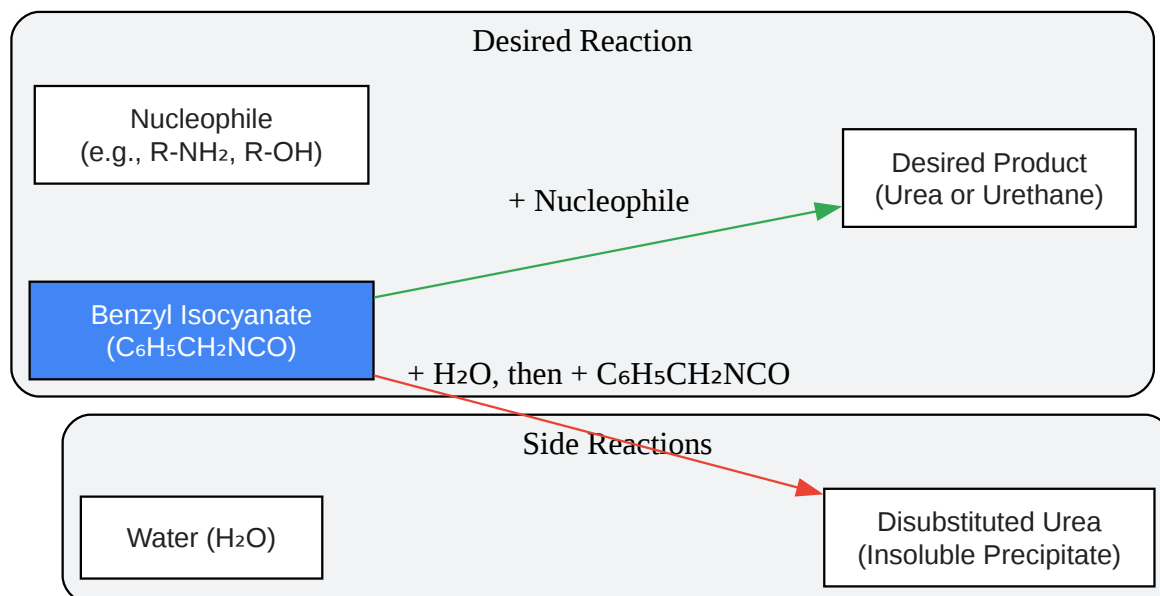 Desired Reaction
Nucleophile
(e.g., R-NH₂, R-OH)
Desired Product
(Urea or Urethane)
+ Nucleophile
Benzyl Isocyanate
(C₆H₅CH₂NCO)
+ H₂O, then + C₆H₅CH₂NCO
Side Reactions
Water (H₂O)
Disubstituted Urea
(Insoluble Precipitate)